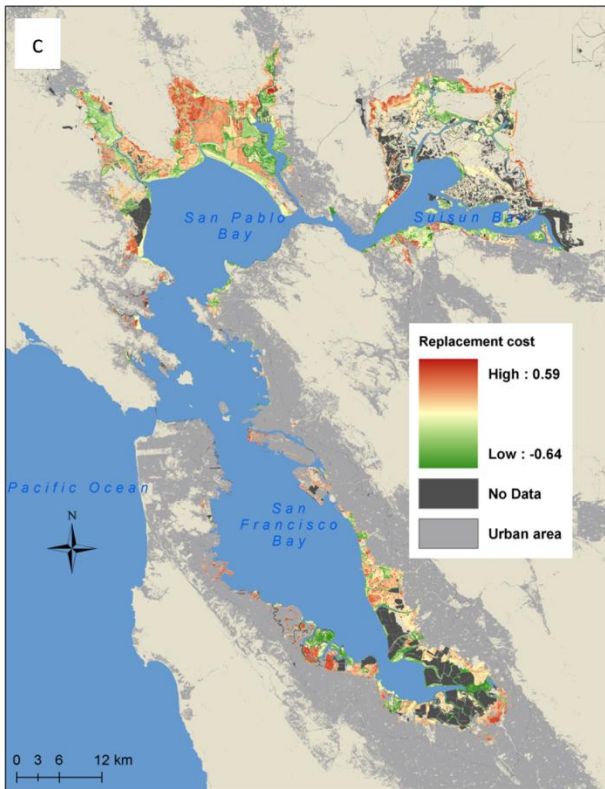 c
San Pablo
Bay
Suisun Bay
Replacement cost
High : 0.59
Low : -0.64
No Data
Urban area
Pacific Ocean
N
San
Francisco
Bay
0 3 6 12 km